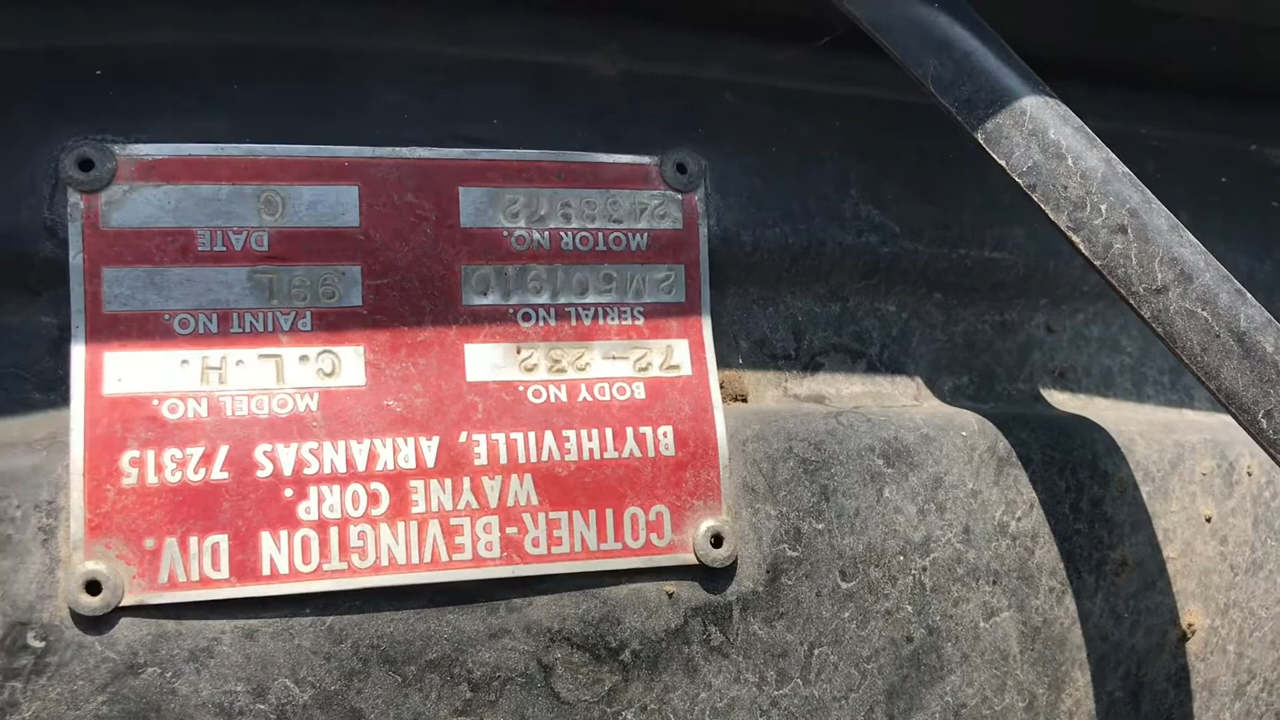 COTNER-BEVINGTON DIV.
WAYNE CORP.
BLYTHEVILLE, ARKANSAS 72315
BODY NO. MODEL NO.
72-232 C.L.H.
SERIAL NO. PAINT NO.
2M501910 99L
MOTOR NO. DATE
2438972